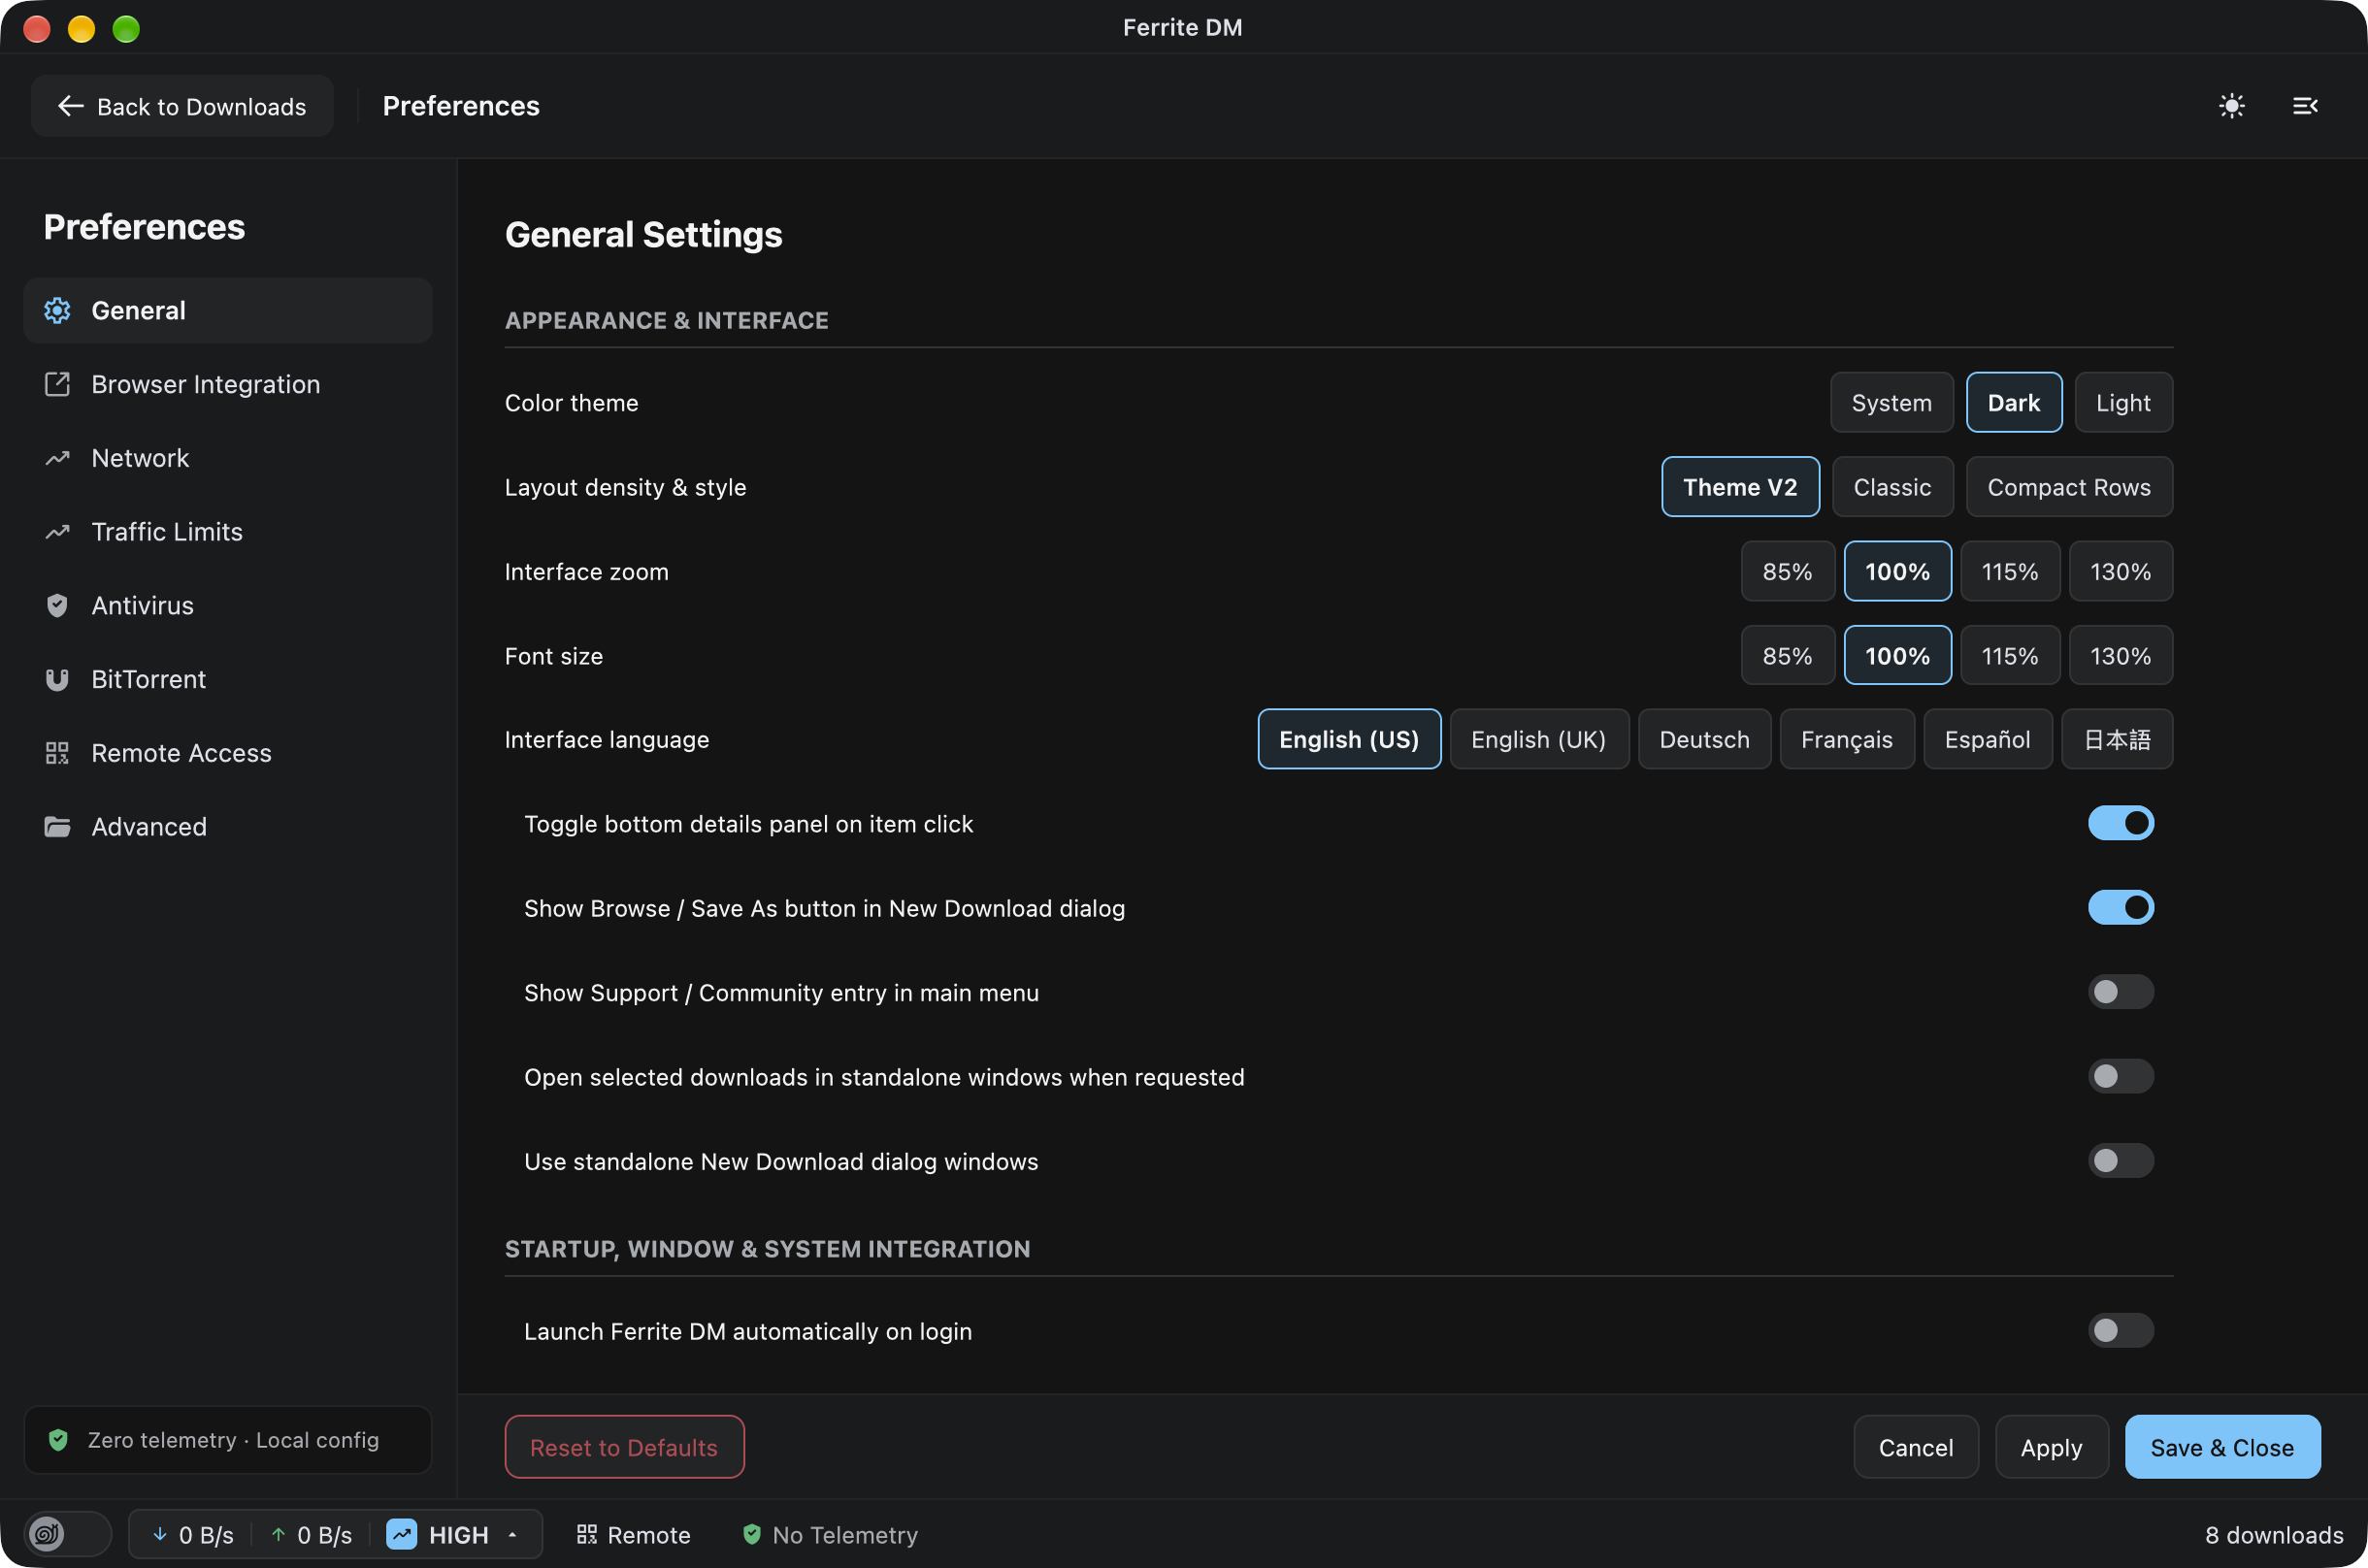 Ferrite DM
Back to Downloads
Preferences
Preferences
General
Browser Integration
Network
Traffic Limits
Antivirus
BitTorrent
Remote Access
Advanced
Zero telemetry · Local config
General Settings
APPEARANCE & INTERFACE
Color theme
System Dark Light
Layout density & style
Theme V2 Classic Compact Rows
Interface zoom
85% 100% 115% 130%
Font size
85% 100% 115% 130%
Interface language
English (US) English (UK) Deutsch Français Español 日本語
Toggle bottom details panel on item click
Show Browse / Save As button in New Download dialog
Show Support / Community entry in main menu
Open selected downloads in standalone windows when requested
Use standalone New Download dialog windows
STARTUP, WINDOW & SYSTEM INTEGRATION
Launch Ferrite DM automatically on login
Reset to Defaults Cancel Apply Save & Close
0 B/s 0 B/s HIGH Remote No Telemetry 8 downloads